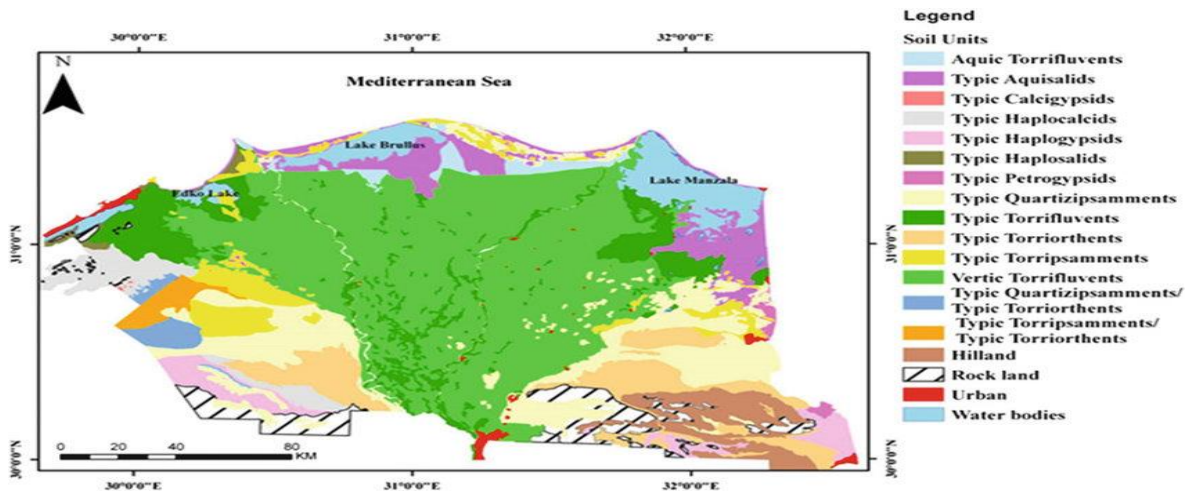 30°0'0"E 31°0'0"E 32°0'0"E
N
Mediterranean Sea
Lake Brullus
Edko Lake
Lake Manzala
31°0'0"N
31°0'0"N
30°0'0"N
30°0'0"N
0 20 40 80
KM
30°0'0"E 31°0'0"E 32°0'0"E
Legend
Soil Units
Aquic Torrifluvents
Typic Aquisalids
Typic Calcigypsids
Typic Haplocalcids
Typic Haplogypsids
Typic Haplosalids
Typic Petrogypsids
Typic Quartizipsamments
Typic Torrifluvents
Typic Torriorthents
Typic Torripsamments
Vertic Torrifluvents
Typic Quartizipsamments/
Typic Torriorthents
Typic Torripsamments/
Typic Torriorthents
Hilland
Rock land
Urban
Water bodies